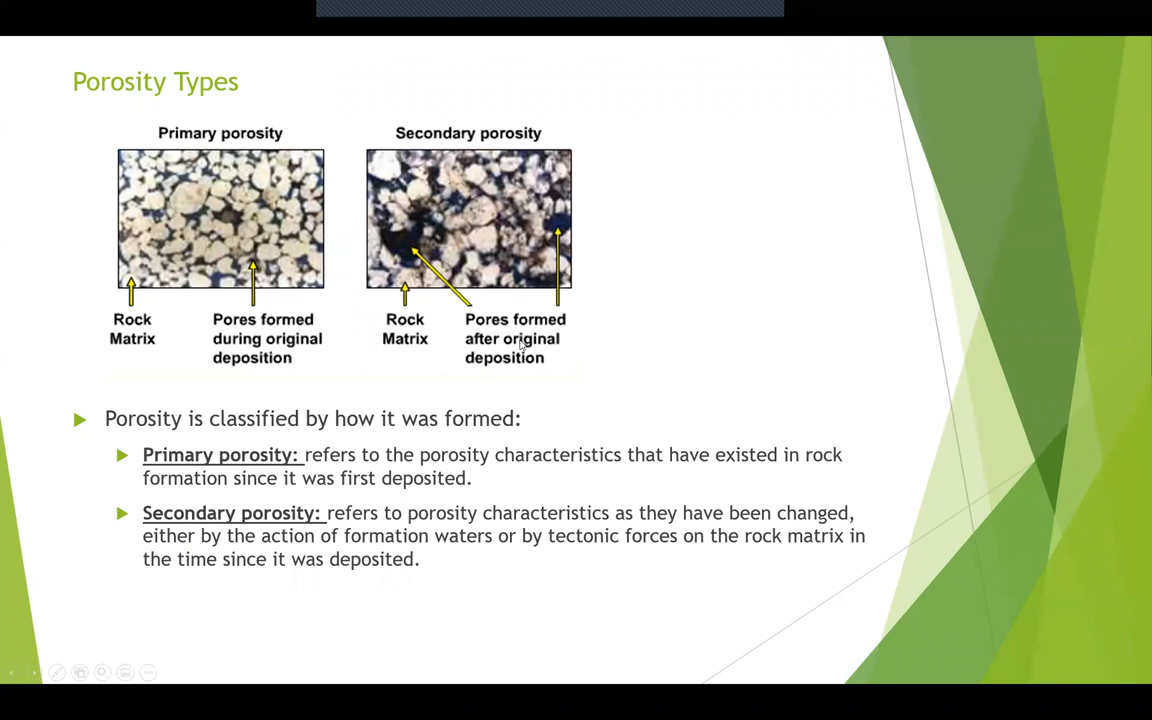 Porosity Types
Primary porosity
Secondary porosity
Rock
Matrix
Pores formed
during original
deposition
Rock
Matrix
Pores formed
after original
deposition
Porosity is classified by how it was formed:
Primary porosity: refers to the porosity characteristics that have existed in rock
formation since it was first deposited.
Secondary porosity: refers to porosity characteristics as they have been changed,
either by the action of formation waters or by tectonic forces on the rock matrix in
the time since it was deposited.